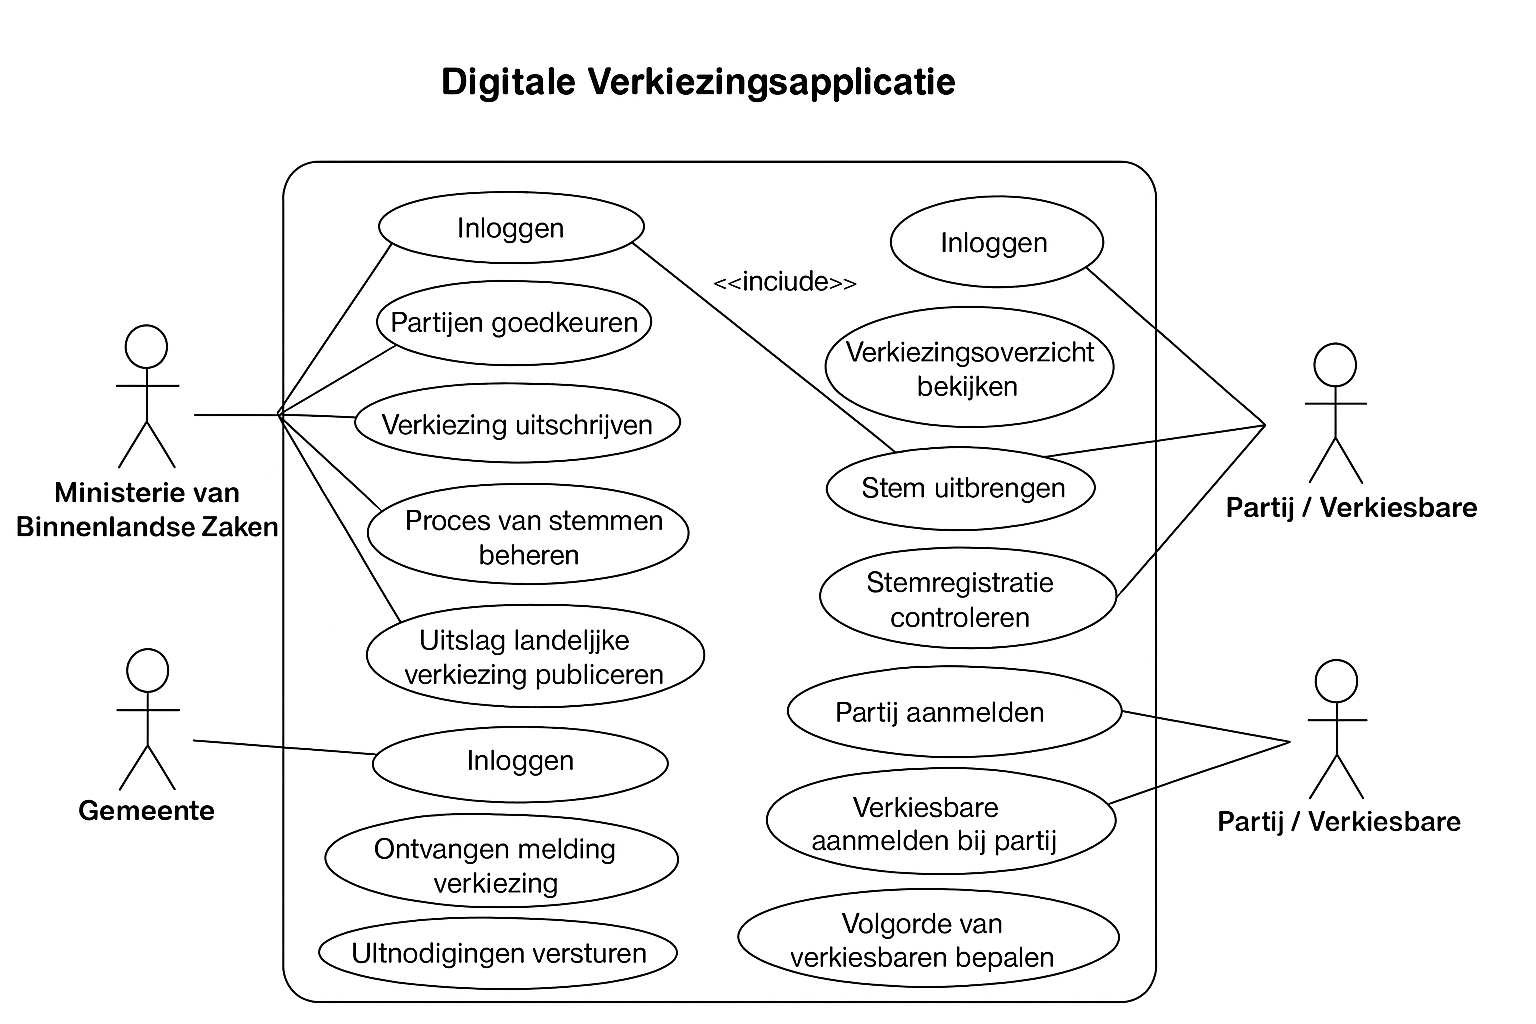 Digitale Verkiezingsapplicatie
Inloggen
Partijen goedkeuren
Verkiezing uitschrijven
Proces van stemmen
beheren
Uitslag landeljjke
verkiezing publiceren
Inloggen
Ontvangen melding
verkiezing
Ultnodigingen versturen
<<inciude>>
Inloggen
Verkiezingsoverzicht
bekijken
Stem uitbrengen
Stemregistratie
controleren
Partij aanmelden
Verkiesbare
aanmelden bij partij
Volgorde van
verkiesbaren bepalen
Ministerie van
Binnenlandse Zaken
Gemeente
Partij / Verkiesbare
Partij / Verkiesbare